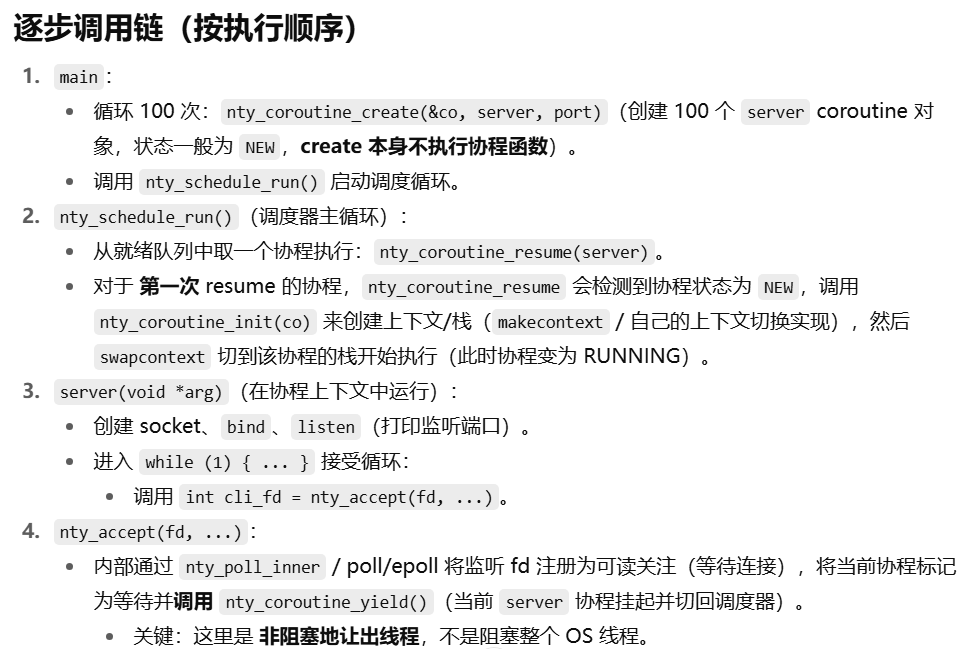 逐步调用链（按执行顺序）
1. main：
• 循环 100 次：nty_coroutine_create(&co, server, port)（创建 100 个 server coroutine 对
象，状态一般为 NEW，create 本身不执行协程函数）。
• 调用 nty_schedule_run() 启动调度循环。
2. nty_schedule_run()（调度器主循环）：
• 从就绪队列中取一个协程执行：nty_coroutine_resume(server)。
• 对于 第一次 resume 的协程，nty_coroutine_resume 会检测到协程状态为 NEW，调用
nty_coroutine_init(co) 来创建上下文/栈（makecontext / 自己的上下文切换实现），然后
swapcontext 切到该协程的栈开始执行（此时协程变为 RUNNING）。
3. server(void *arg)（在协程上下文中运行）：
• 创建 socket、bind、listen（打印监听端口）。
• 进入 while (1) { ... } 接受循环：
• 调用 int cli_fd = nty_accept(fd, ...)。
4. nty_accept(fd, ...)：
• 内部通过 nty_poll_inner / poll/epoll 将监听 fd 注册为可读关注（等待连接），将当前协程标记
为等待并调用 nty_coroutine_yield()（当前 server 协程挂起并切回调度器）。
• 关键：这里是 非阻塞地让出线程，不是阻塞整个 OS 线程。